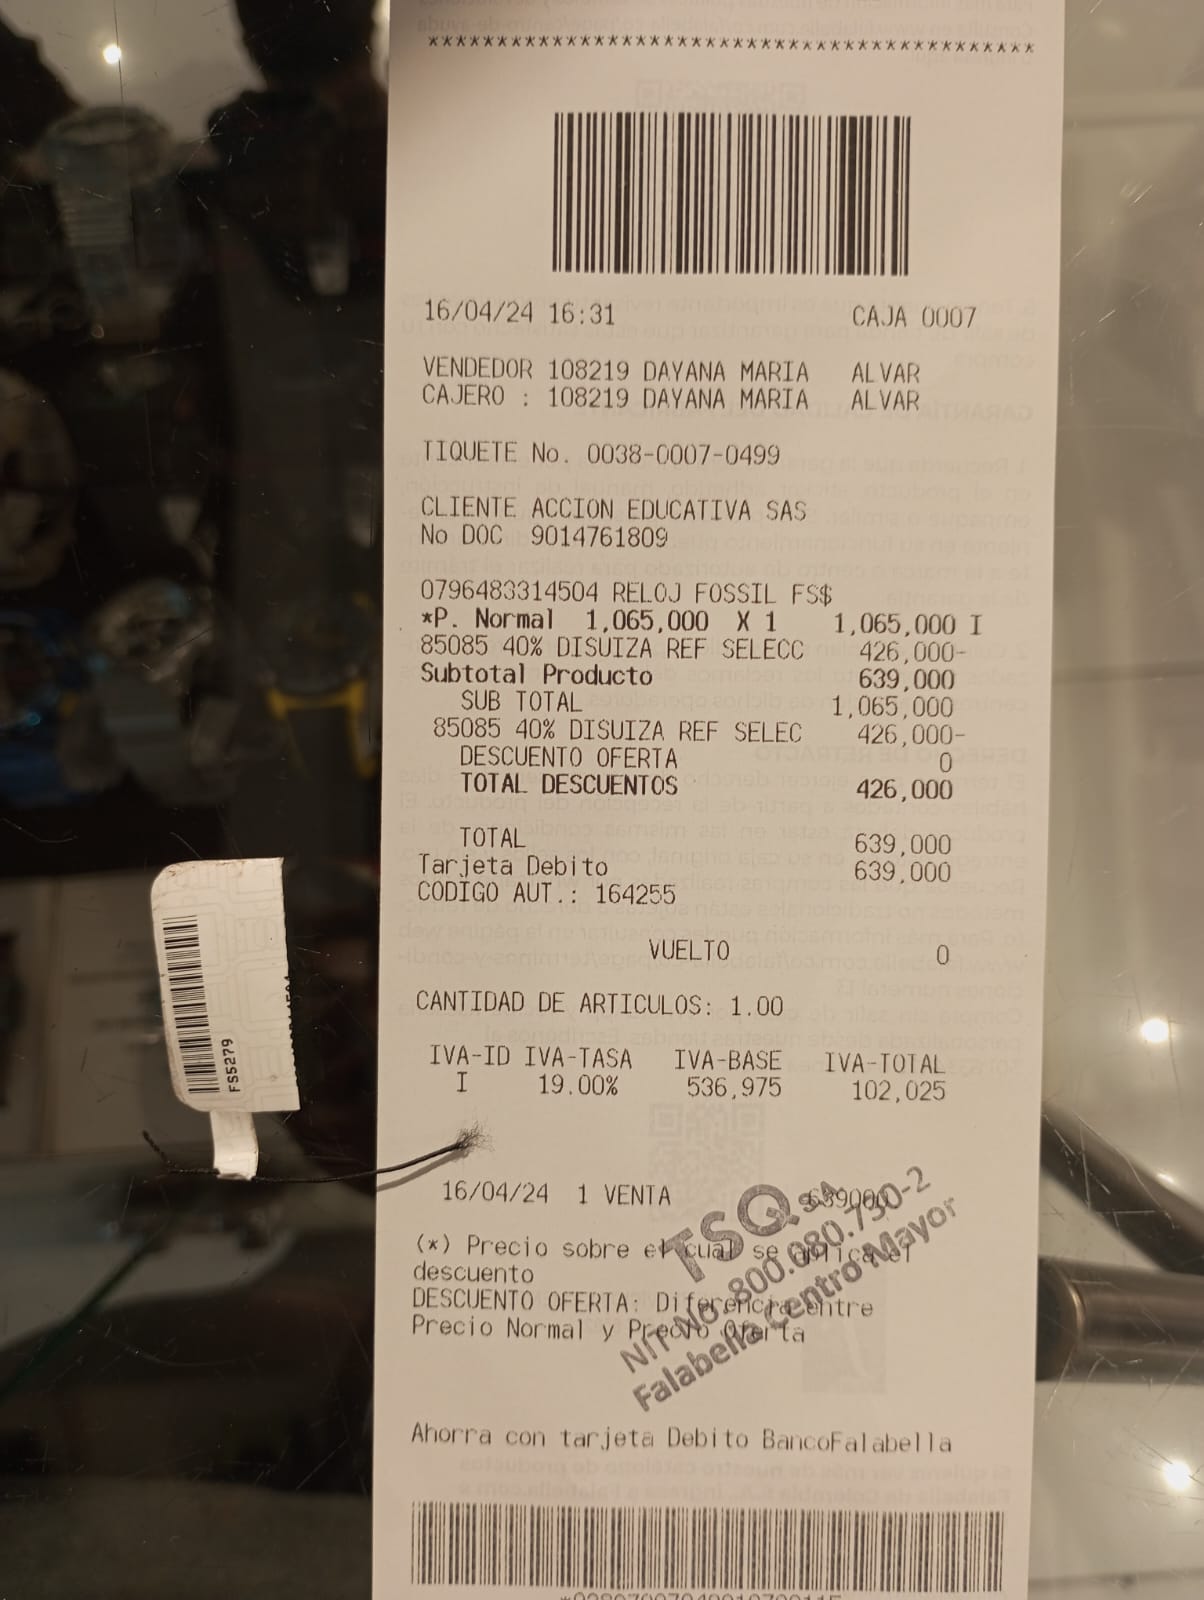 ******************************************
16/04/24 16:31 CAJA 0007
VENDEDOR 108219 DAYANA MARIA ALVAR
CAJERO : 108219 DAYANA MARIA ALVAR
TIQUETE No. 0038-0007-0499
CLIENTE ACCION EDUCATIVA SAS
No DOC 9014761809
0796483314504 RELOJ FOSSIL FS$
*P. Normal 1,065,000 X 1 1,065,000 I
85085 40% DISUIZA REF SELECC 426,000-
Subtotal Producto 639,000
SUB TOTAL 1,065,000
85085 40% DISUIZA REF SELEC 426,000-
DESCUENTO OFERTA 0
TOTAL DESCUENTOS 426,000
TOTAL 639,000
Tarjeta Debito 639,000
CODIGO AUT.: 164255
VUELTO 0
CANTIDAD DE ARTICULOS: 1.00
IVA-ID IVA-TASA IVA-BASE IVA-TOTAL
I 19.00% 536,975 102,025
16/04/24 1 VENTA 639000
(*) Precio sobre el cual se aplica el
descuento
DESCUENTO OFERTA: Diferencia entre
Precio Normal y Precio Oferta
TSQ SA
NIT No. 800.080.730-2
Falabella Centro Mayor
Ahorra con tarjeta Debito BancoFalabella
FS5279